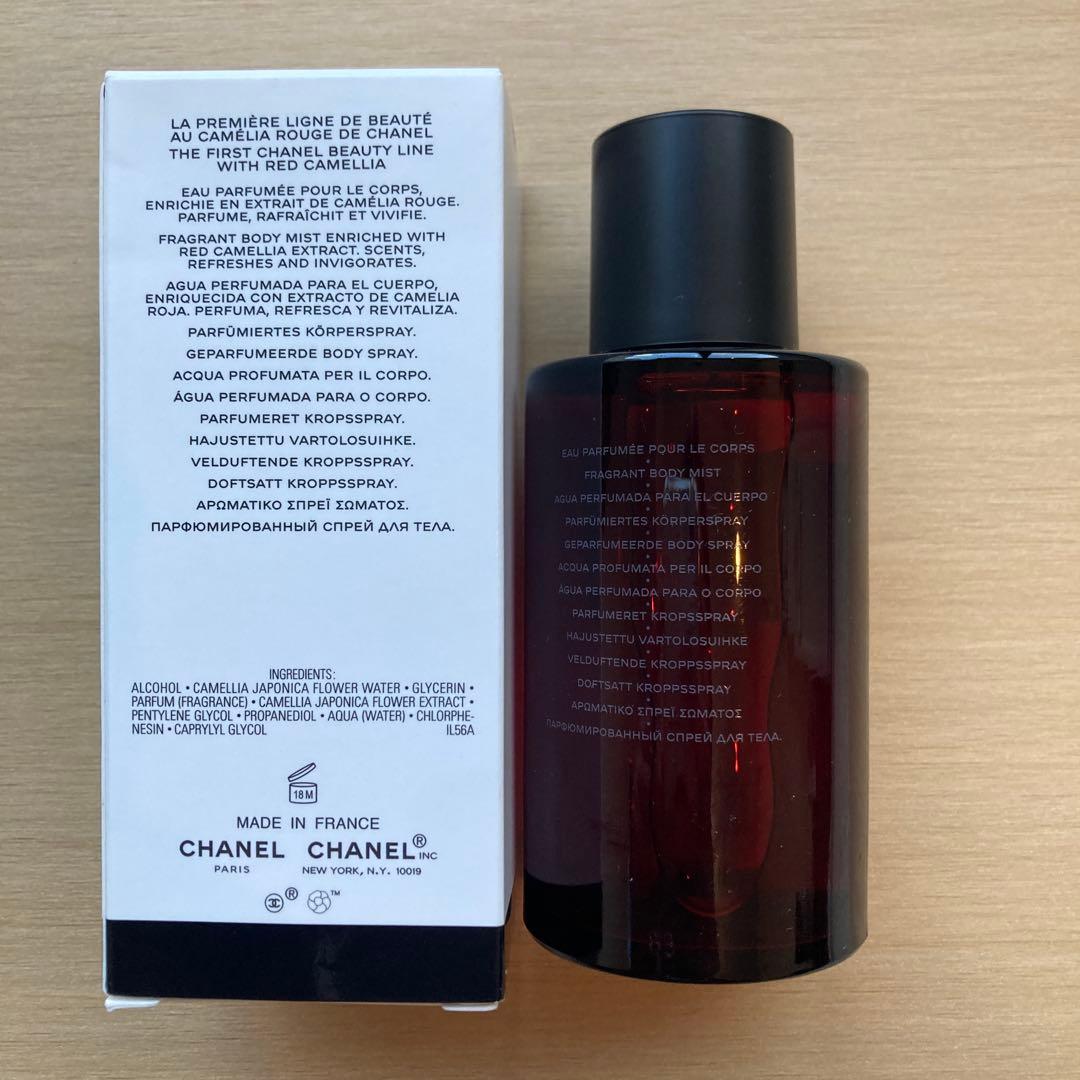 LA PREMIÈRE LIGNE DE BEAUTÉ
AU CAMÉLIA ROUGE DE CHANEL
THE FIRST CHANEL BEAUTY LINE
WITH RED CAMELLIA
EAU PARFUMÉE POUR LE CORPS,
ENRICHIE EN EXTRAIT DE CAMÉLIA ROUGE.
PARFUME, RAFRAÎCHIT ET VIVIFIE.
FRAGRANT BODY MIST ENRICHED WITH
RED CAMELLIA EXTRACT. SCENTS,
REFRESHES AND INVIGORATES.
AGUA PERFUMADA PARA EL CUERPO,
ENRIQUECIDA CON EXTRACTO DE CAMELIA
ROJA. PERFUMA, REFRESCA Y REVITALIZA.
PARFÜMIERTES KÖRPERSPRAY.
GEPARFUMEERDE BODY SPRAY.
ACQUA PROFUMATA PER IL CORPO.
ÁGUA PERFUMADA PARA O CORPO.
PARFUMERET KROPSSPRAY.
HAJUSTETTU VARTOLOSUIHKE.
VELDUFTENDE KROPPSSPRAY.
DOFTSATT KROPPSSPRAY.
ΑΡΩΜΑΤΙΚΟ ΣΠΡΕΪ ΣΩΜΑΤΟΣ.
ПАРФЮМИРОВАННЫЙ СПРЕЙ ДЛЯ ТЕЛА.
INGREDIENTS:
ALCOHOL • CAMELLIA JAPONICA FLOWER WATER • GLYCERIN •
PARFUM (FRAGRANCE) • CAMELLIA JAPONICA FLOWER EXTRACT •
PENTYLENE GLYCOL • PROPANEDIOL • AQUA (WATER) • CHLORPHE-
NESIN • CAPRYLYL GLYCOL IL56A
18 M
MADE IN FRANCE
CHANEL CHANEL® INC
PARIS NEW YORK, N.Y. 10019
® ™
EAU PARFUMÉE POUR LE CORPS
FRAGRANT BODY MIST
AGUA PERFUMADA PARA EL CUERPO
PARFÜMIERTES KÖRPERSPRAY
GEPARFUMEERDE BODY SPRAY
ACQUA PROFUMATA PER IL CORPO
ÁGUA PERFUMADA PARA O CORPO
PARFUMERET KROPSSPRAY
HAJUSTETTU VARTOLOSUIHKE
VELDUFTENDE KROPPSSPRAY
DOFTSATT KROPPSSPRAY
ΑΡΩΜΑΤΙΚΟ ΣΠΡΕΪ ΣΩΜΑΤΟΣ
ПАРФЮМИРОВАННЫЙ СПРЕЙ ДЛЯ ТЕЛА.